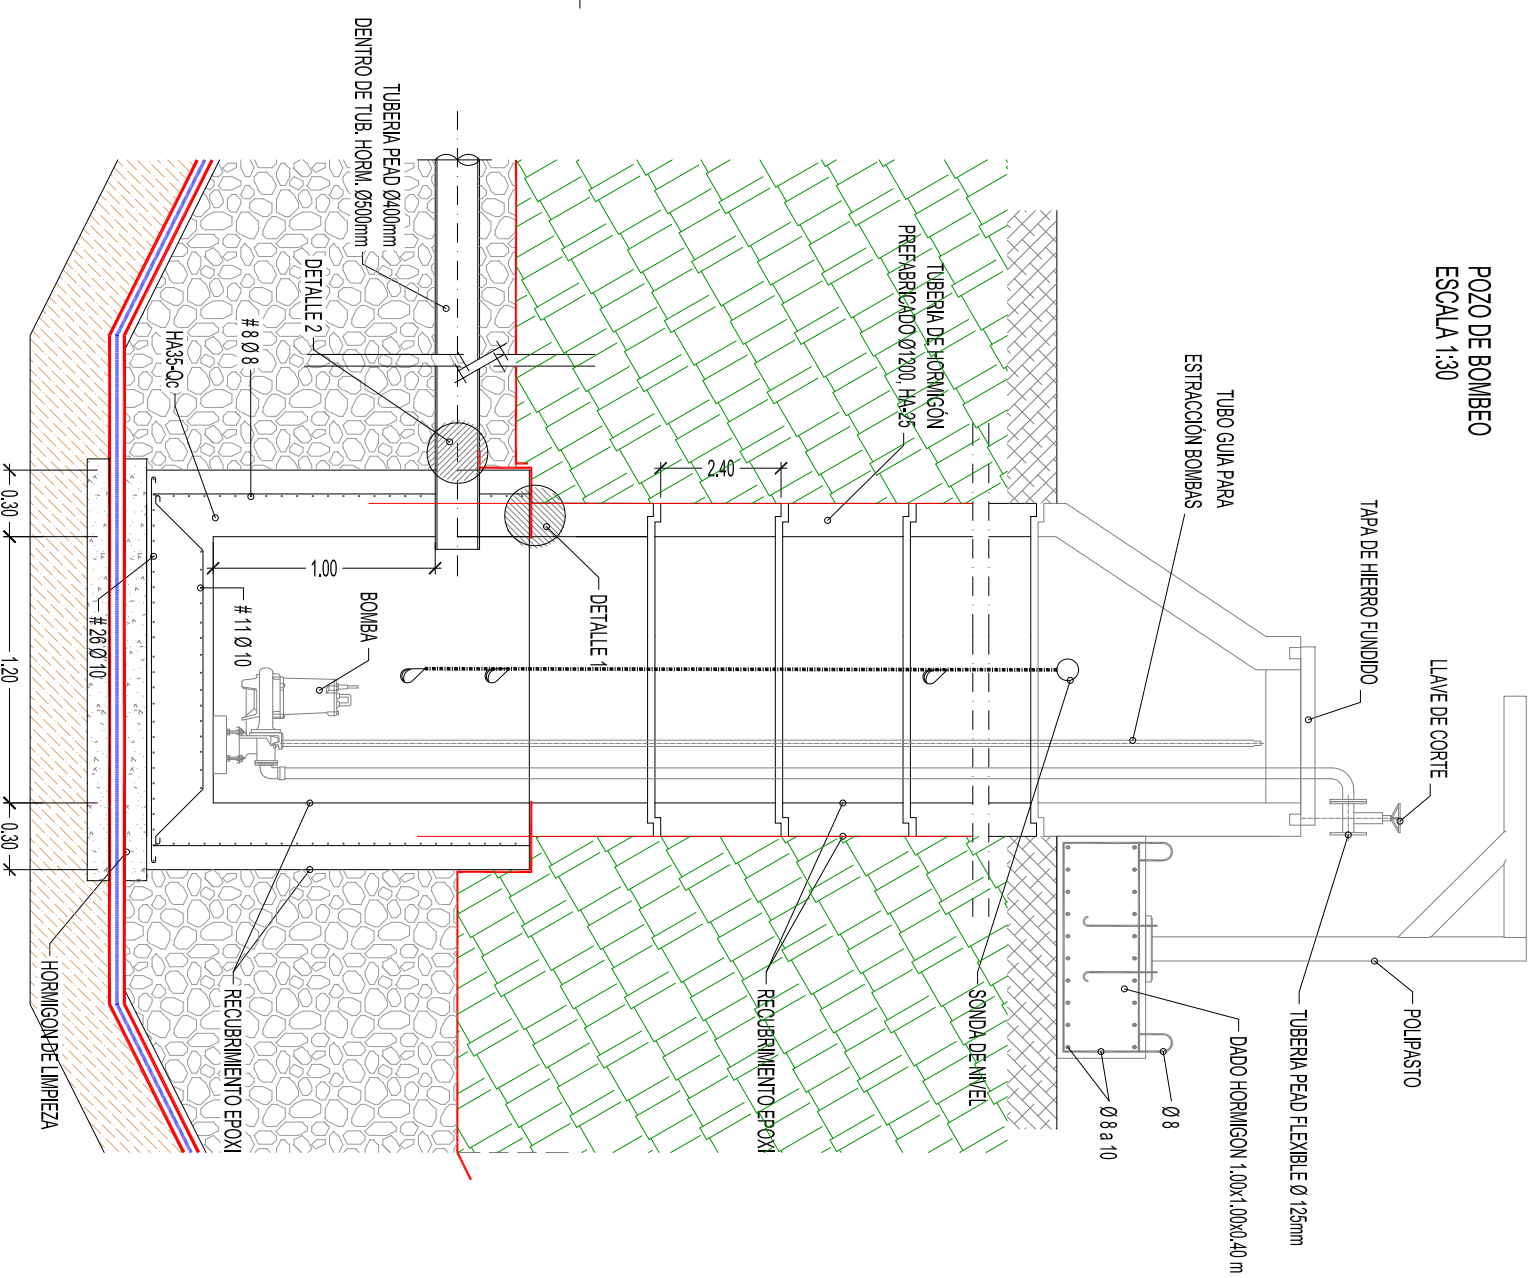 POZO DE BOMBEO
ESCALA 1:30
LLAVE DE CORTE
TAPA DE HIERRO FUNDIDO
TUBO GUIA PARA
ESTRACCIÓN BOMBAS
POLIPASTO
TUBERIA PEAD FLEXIBLE Ø 125mm
DADO HORMIGON 1.00x1.00x0.40 m
Ø 8
Ø 8 a 10
TUBERIA DE HORMIGÓN
PREFABRICADO Ø1200, HA-25
2.40
SONDA DE NIVEL
RECUBRIMIENTO EPOXI
DETALLE 1
TUBERIA PEAD Ø400mm
DENTRO DE TUB. HORM. Ø500mm
DETALLE 2
1.00
BOMBA
# 8 Ø 8
# 11 Ø 10
RECUBRIMIENTO EPOXI
HA35-Qc
# 26 Ø 10
HORMIGON DE LIMPIEZA
0.30
1.20
0.30